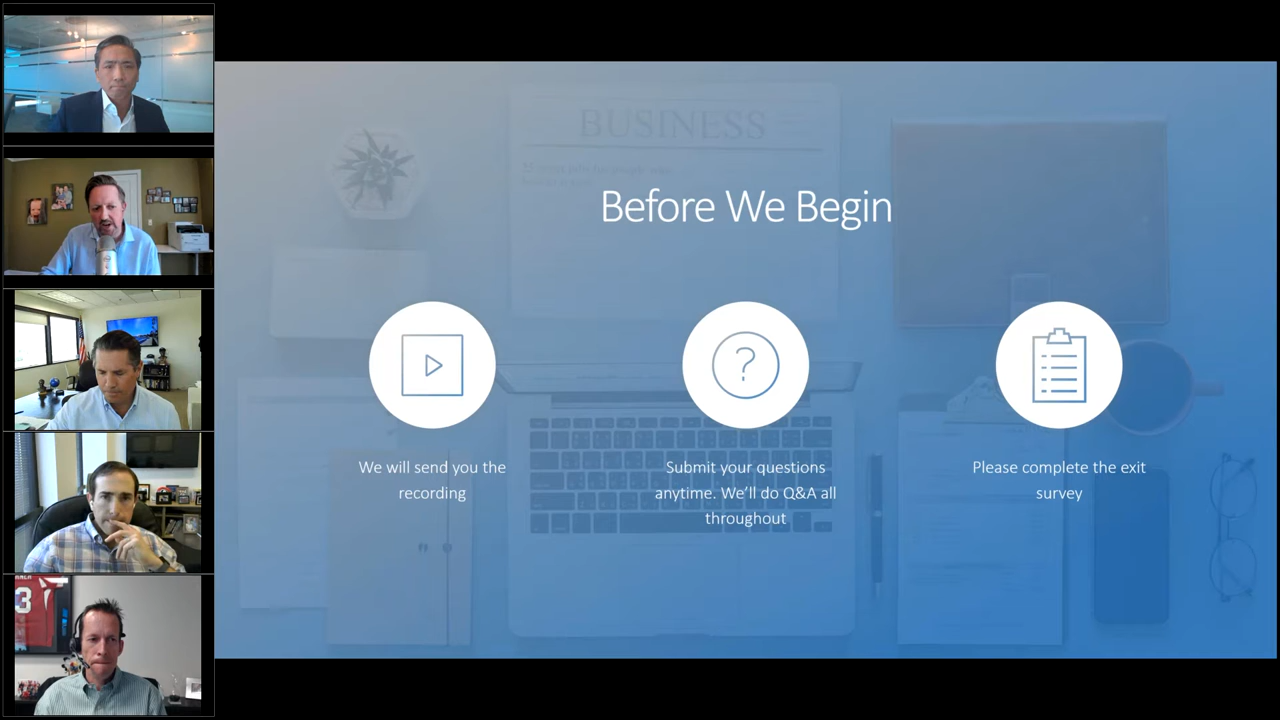 BUSINESS
Before We Begin
We will send you the
recording
Submit your questions
anytime. We'll do Q&A all
throughout
Please complete the exit
survey
3